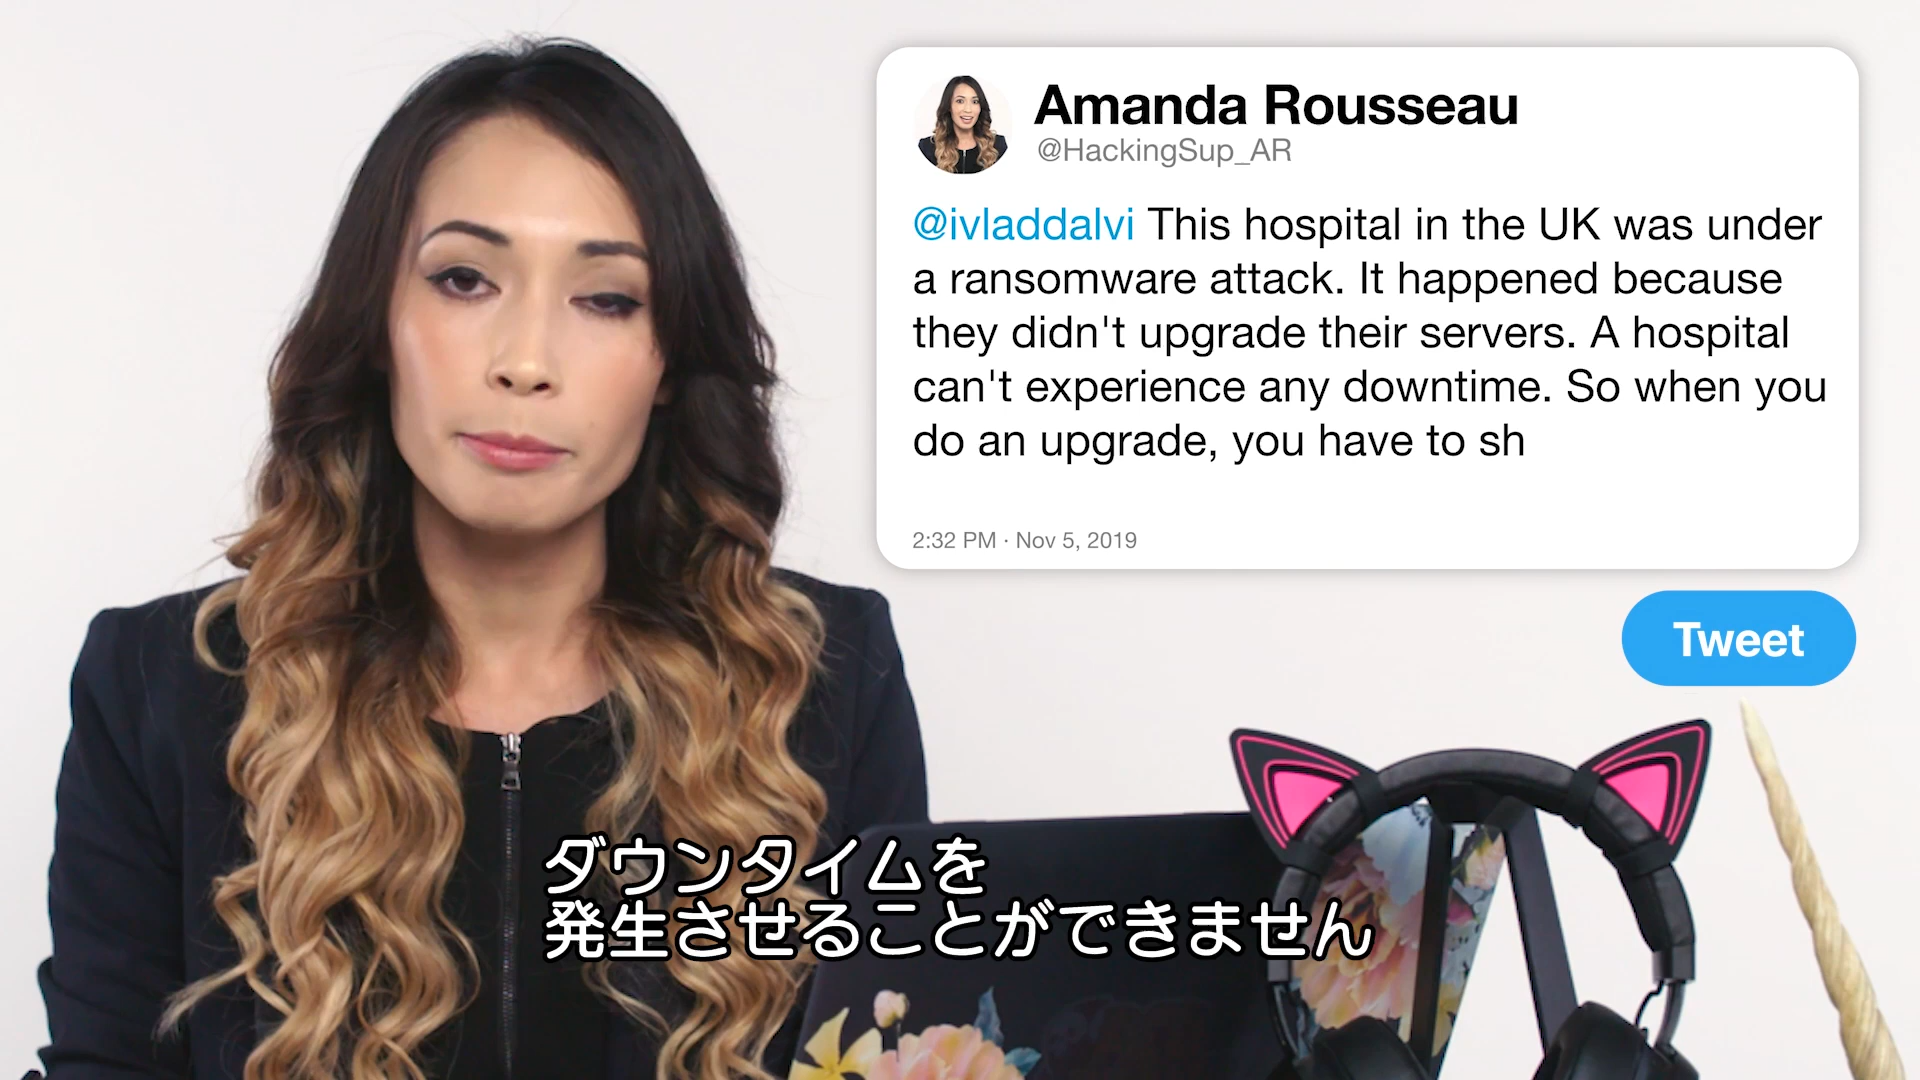 Amanda Rousseau
@HackingSup_AR
@ivladdalvi This hospital in the UK was under
a ransomware attack. It happened because
they didn't upgrade their servers. A hospital
can't experience any downtime. So when you
do an upgrade, you have to sh
2:32 PM · Nov 5, 2019
Tweet
ダウンタイムを
発生させることができません